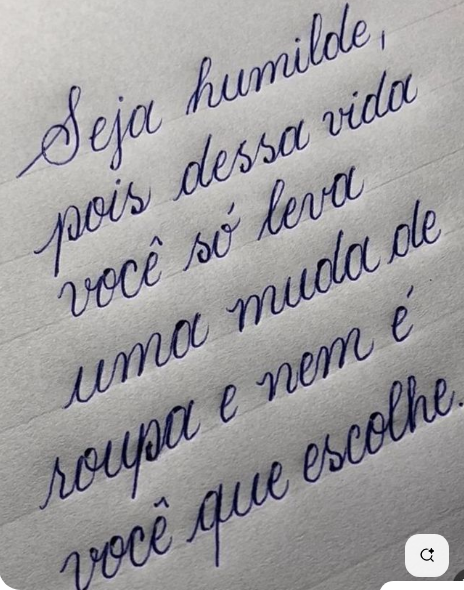 Seja humilde,
pois dessa vida
você só leva
uma muda de
roupa e nem é
você que escolhe.